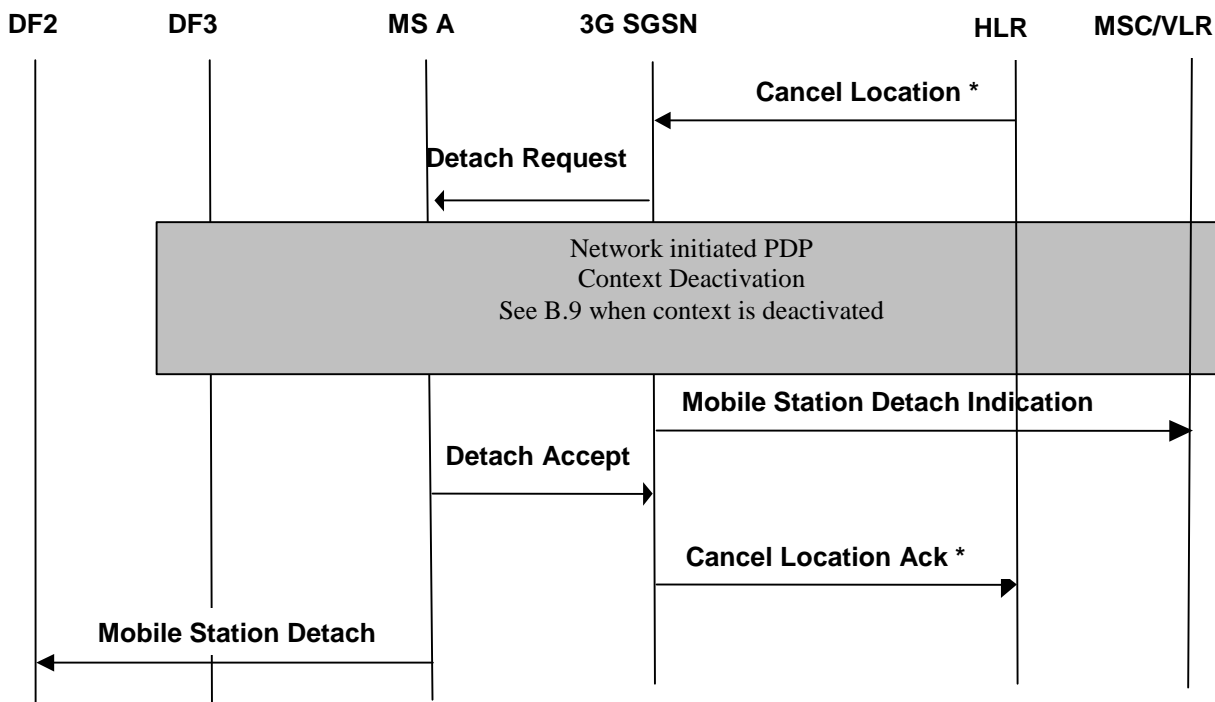 DF2 DF3 MS A 3G SGSN HLR MSC/VLR
Cancel Location *
Detach Request
Network initiated PDP
Context Deactivation
See B.9 when context is deactivated
Mobile Station Detach Indication
Detach Accept
Cancel Location Ack *
Mobile Station Detach